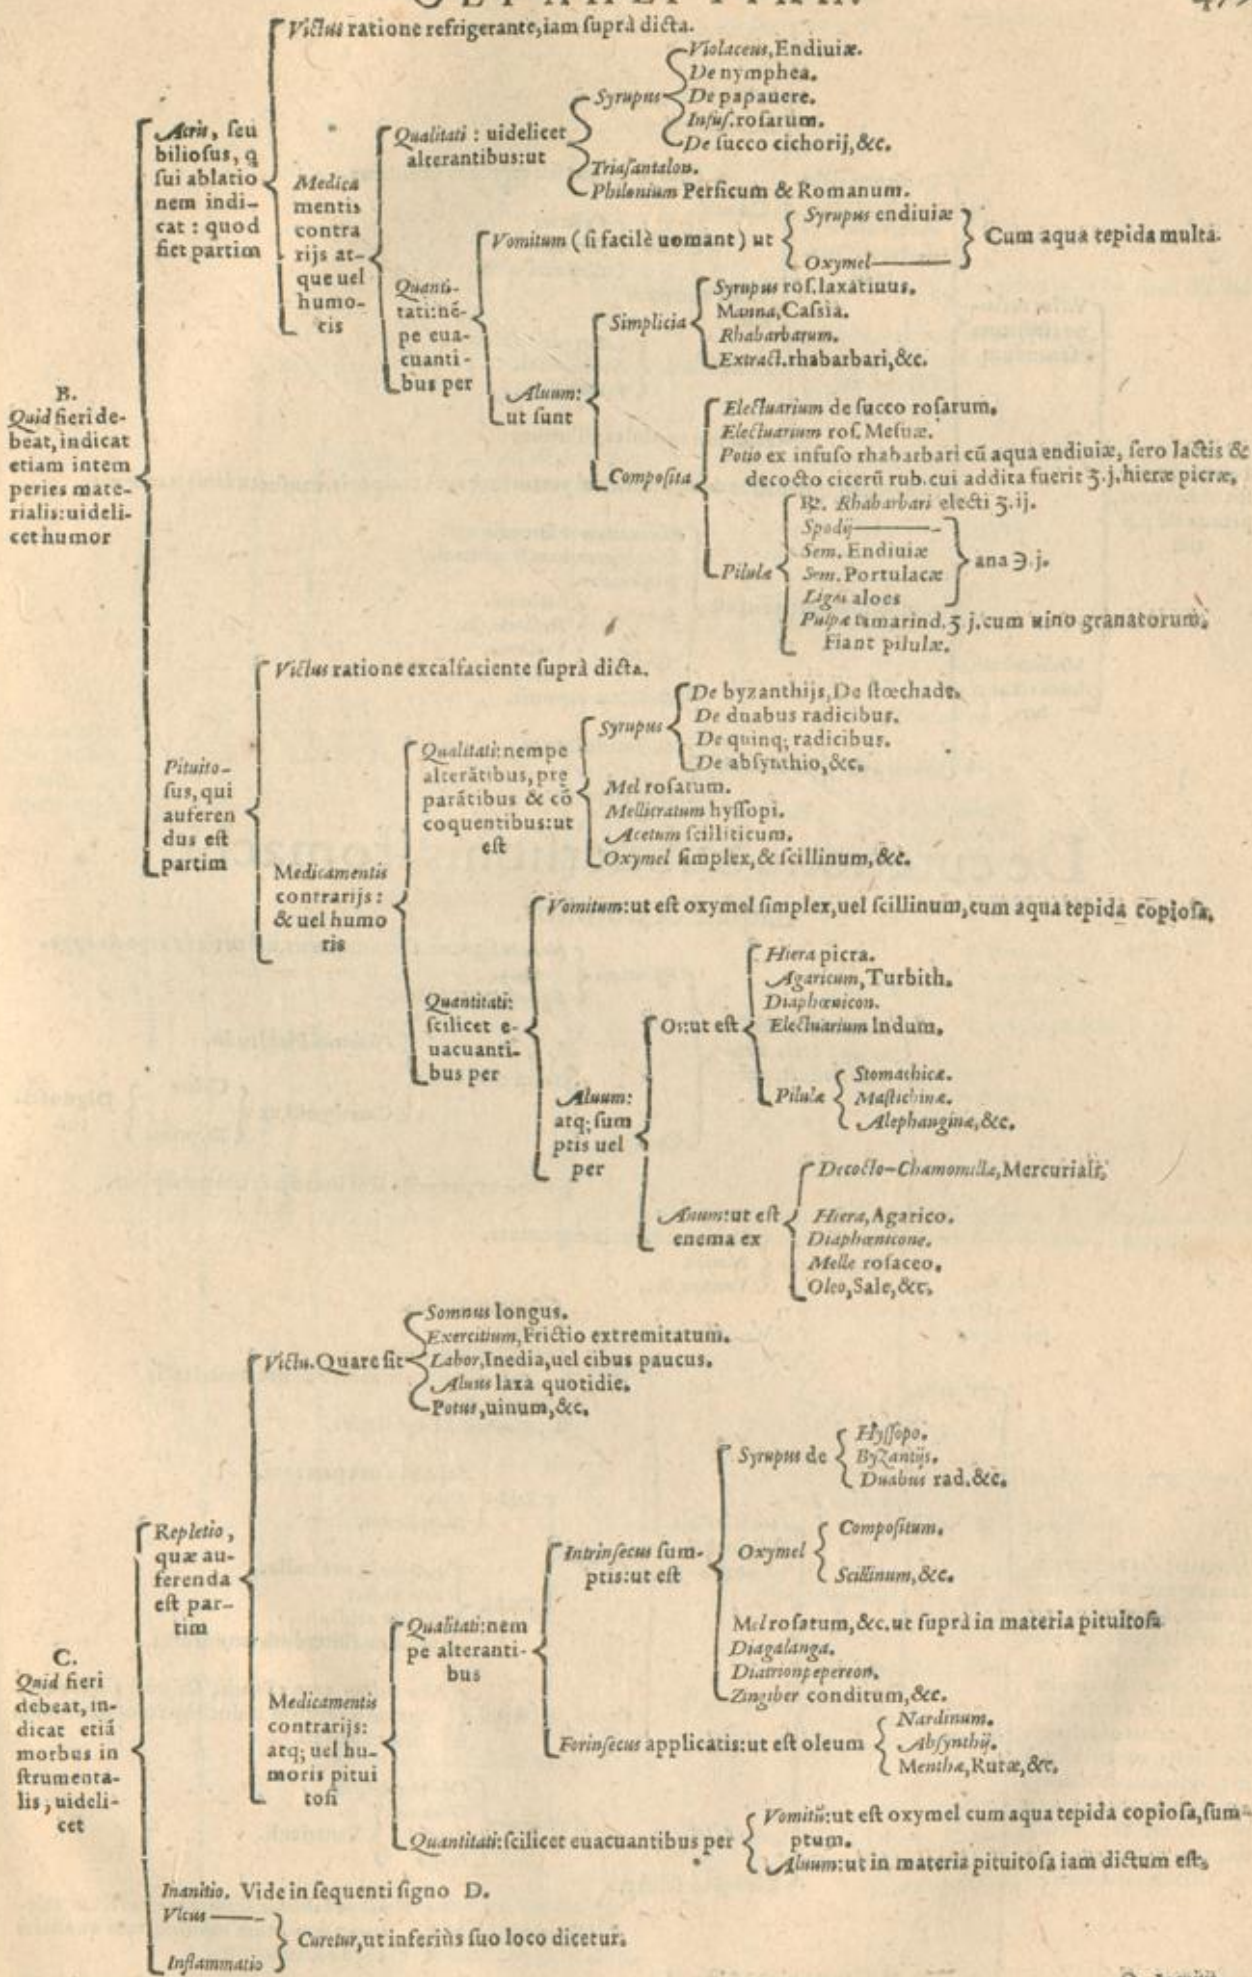 B.
Quid fieri de-
beat, indicat
etiam intem
peries mate-
rialis: uideli-
cet humor
Acris, seu
biliosus, q
sui ablatio
nem indi-
cat : quod
fiet partim
Victus ratione refrigerante, iam suprà dicta.
Medica
mentis
contra
rijs at-
que uel
humo-
ris
Qualitati : uidelicet
alterantibus: ut
Syrupus
Violaceus, Endiuiæ.
De nymphea.
De papauere.
Infus. rosarum.
De succo cichorij, &c.
Triasantalon.
Philonium Persicum & Romanum.
Quanti-
tati: nē-
pe eua-
cuanti-
bus per
Vomitum ( si facilè uomant ) ut
Syrupus endiuiæ
Oxymel
Cum aqua tepida multa.
Aluum:
ut sunt
Simplicia
Syrupus ros. laxatiuus.
Manna, Cassia.
Rhabarbarum.
Extract. rhabarbari, &c.
Composita
Electuarium de succo rosarum.
Electuarium ros. Mesuæ.
Potio ex infuso rhabarbari cū aqua endiuiæ, sero lactis &
decocto cicerū rub. cui addita fuerit ʒ. j. hieræ picræ.
Pilulæ
℞. Rhabarbari electi ʒ. ij.
Spodij
Sem. Endiuiæ
Sem. Portulacæ
Ligni aloes
ana ℈. j.
Pulpæ tamarind. ʒ j. cum uino granatorum.
Fiant pilulæ.
Pituito-
sus, qui
auferen
dus est
partim
Victus ratione excalfaciente suprà dicta.
Medicamentis
contrarijs :
& uel humo
ris
Qualitati: nempe
alterātibus, præ
parātibus & cō
coquentibus: ut
est
Syrupus
De byzanthijs, De stœchade.
De duabus radicibus.
De quinq; radicibus.
De absynthio, &c.
Mel rosatum.
Mellicratum hyssopi.
Acetum scilliticum.
Oxymel simplex, & scillinum, &c.
Quantitati:
scilicet e-
uacuanti-
bus per
Vomitum: ut est oxymel simplex, uel scillinum, cum aqua tepida copiosa.
Aluum:
atq; sum
ptis uel
per
Os: ut est
Hiera picra.
Agaricum, Turbith.
Diaphœnicon.
Electuarium Indum.
Pilulæ
Stomachicæ.
Mastichinæ.
Alephanginæ, &c.
Anum: ut est
enema ex
Decocto-Chamomillæ, Mercurialis.
Hiera, Agarico.
Diaphœnicone.
Melle rosaceo.
Oleo, Sale, &c.
C.
Quid fieri
debeat, in-
dicat etiā
morbus in
strumenta-
lis, uideli-
cet
Repletio,
quæ au-
ferenda
est par-
tim
Victu. Quare sit
Somnus longus.
Exercitium, Frictio extremitatum.
Labor, Inedia, uel cibus paucus.
Aluus laxa quotidie.
Potus, uinum, &c.
Medicamentis
contrarijs:
atq; uel hu-
moris pitui
tosi
Qualitati: nem
pe alteranti-
bus
Intrinsecus sum-
ptis: ut est
Syrupus de
Hyssopo.
Byzantijs.
Duabus rad. &c.
Oxymel
Compositum.
Scillinum, &c.
Mel rosatum, &c. ut suprà in materia pituitosa
Diagalanga.
Diatrionpepereon.
Zingiber conditum, &c.
Forinsecus applicatis: ut est oleum
Nardinum.
Absynthij.
Menthæ, Rutæ, &c.
Quantitati: scilicet euacuantibus per
Vomitū: ut est oxymel cum aqua tepida copiosa, sum-
ptum.
Aluum: ut in materia pituitosa iam dictum est.
Inanitio. Vide in sequenti signo D.
Vlcus
Inflammatio
Curetur, ut inferiùs suo loco dicetur.